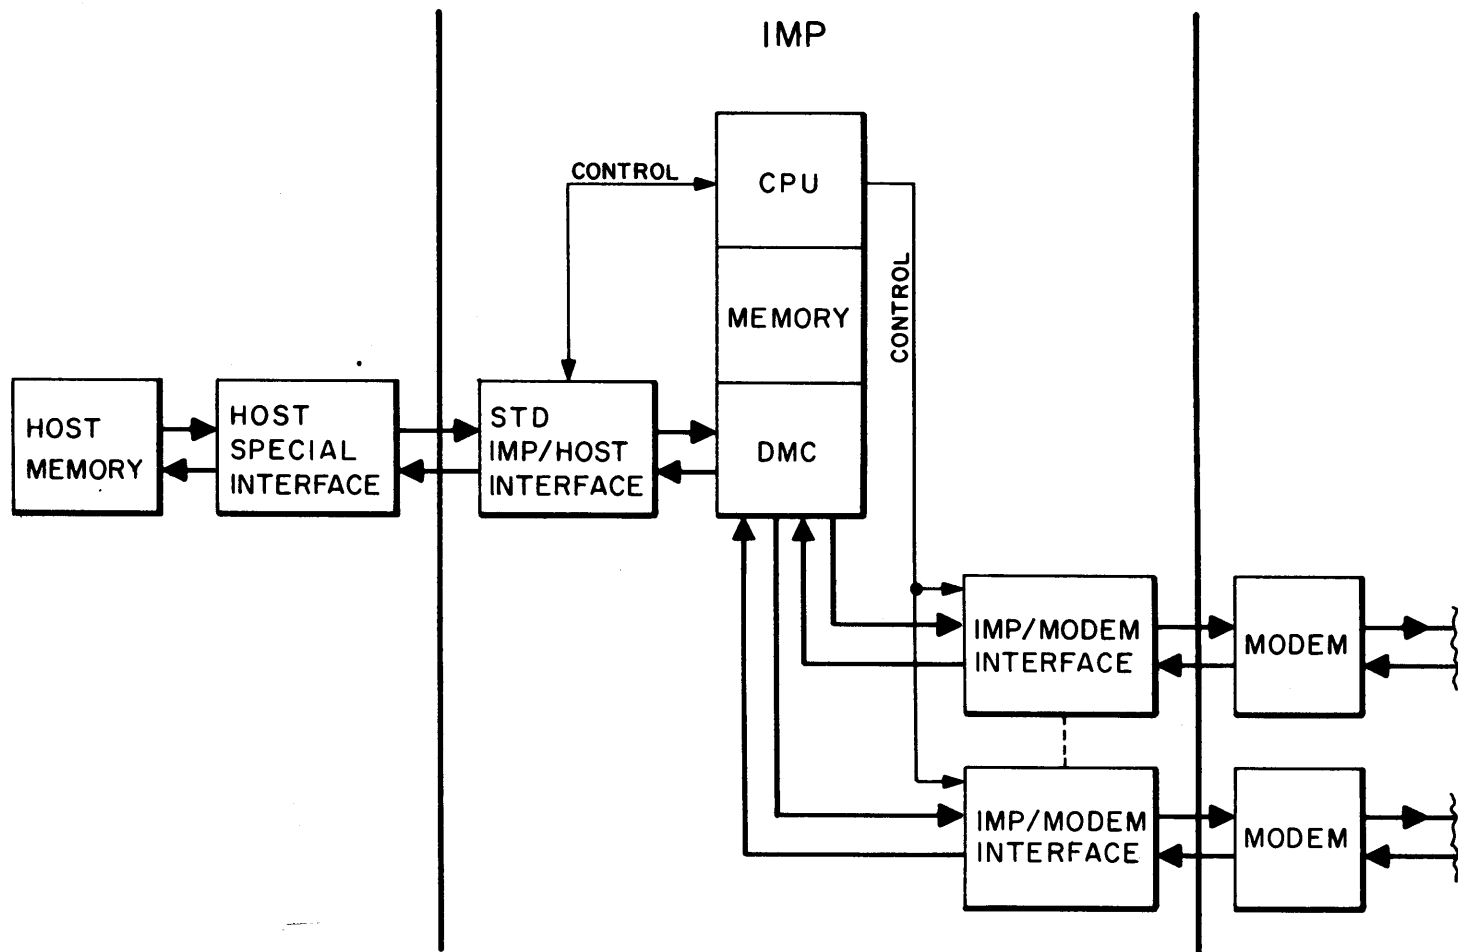 IMP
CONTROL
CPU
MEMORY
CONTROL
DMC
HOST
MEMORY
HOST
SPECIAL
INTERFACE
STD
IMP/HOST
INTERFACE
IMP/MODEM
INTERFACE
MODEM
IMP/MODEM
INTERFACE
MODEM